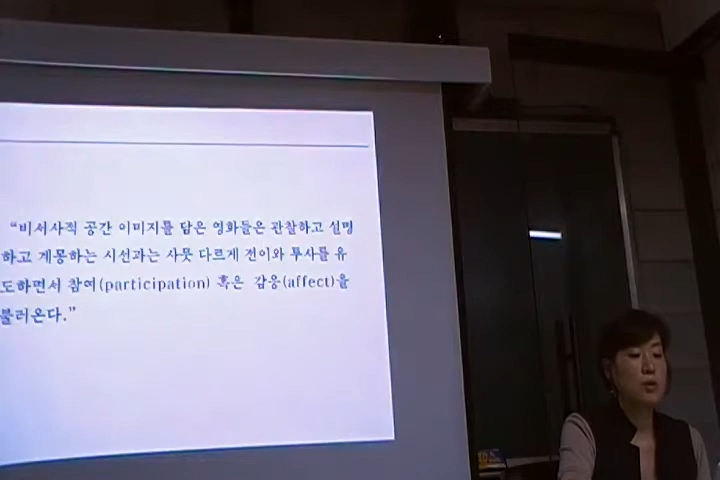 “비서사적 공간 이미지를 담은 영화들은 관찰하고 설명
하고 계몽하는 시선과는 사뭇 다르게 전이와 투사를 유
도하면서 참여(participation) 혹은 감응(affect)을
불러온다.”